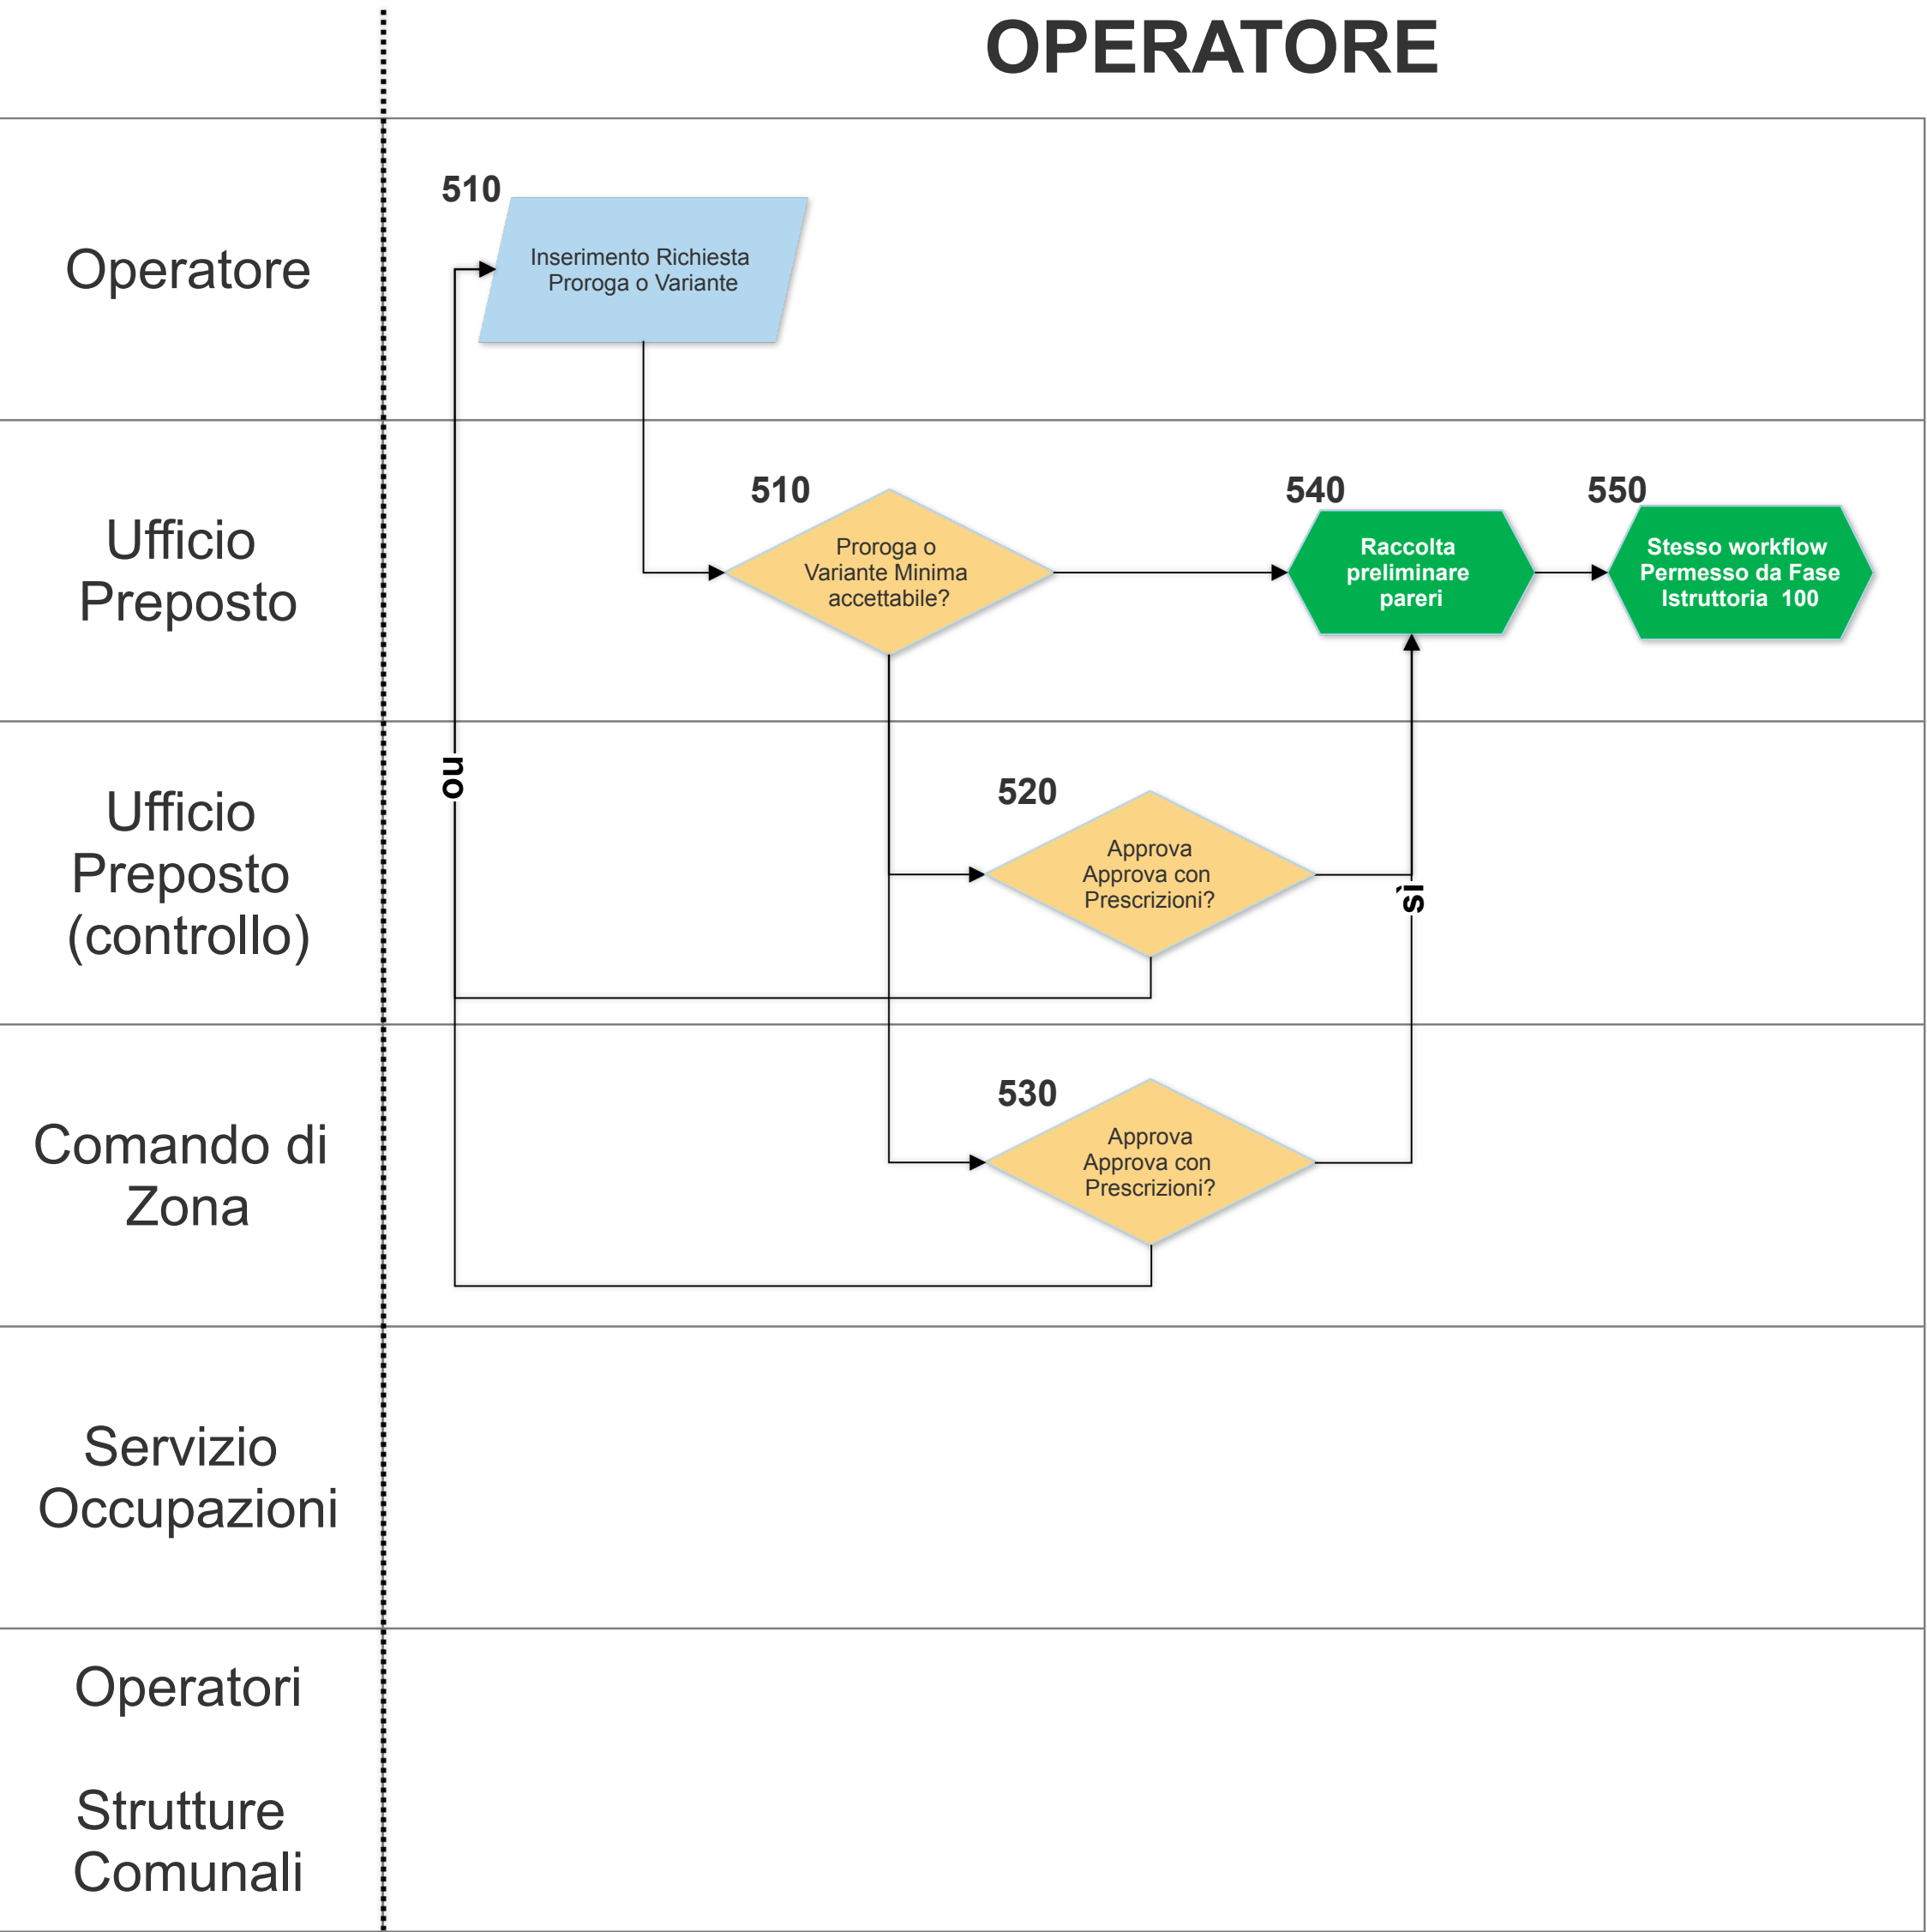 OPERATORE
Operatore
510
Inserimento Richiesta
Proroga o Variante
Ufficio
Preposto
510
Proroga o
Variante Minima
accettabile?
540
Raccolta
preliminare
pareri
550
Stesso workflow
Permesso da Fase
Istruttoria 100
Ufficio
Preposto
(controllo)
no
520
Approva
Approva con
Prescrizioni?
sì
Comando di
Zona
530
Approva
Approva con
Prescrizioni?
Servizio
Occupazioni
Operatori
Strutture
Comunali